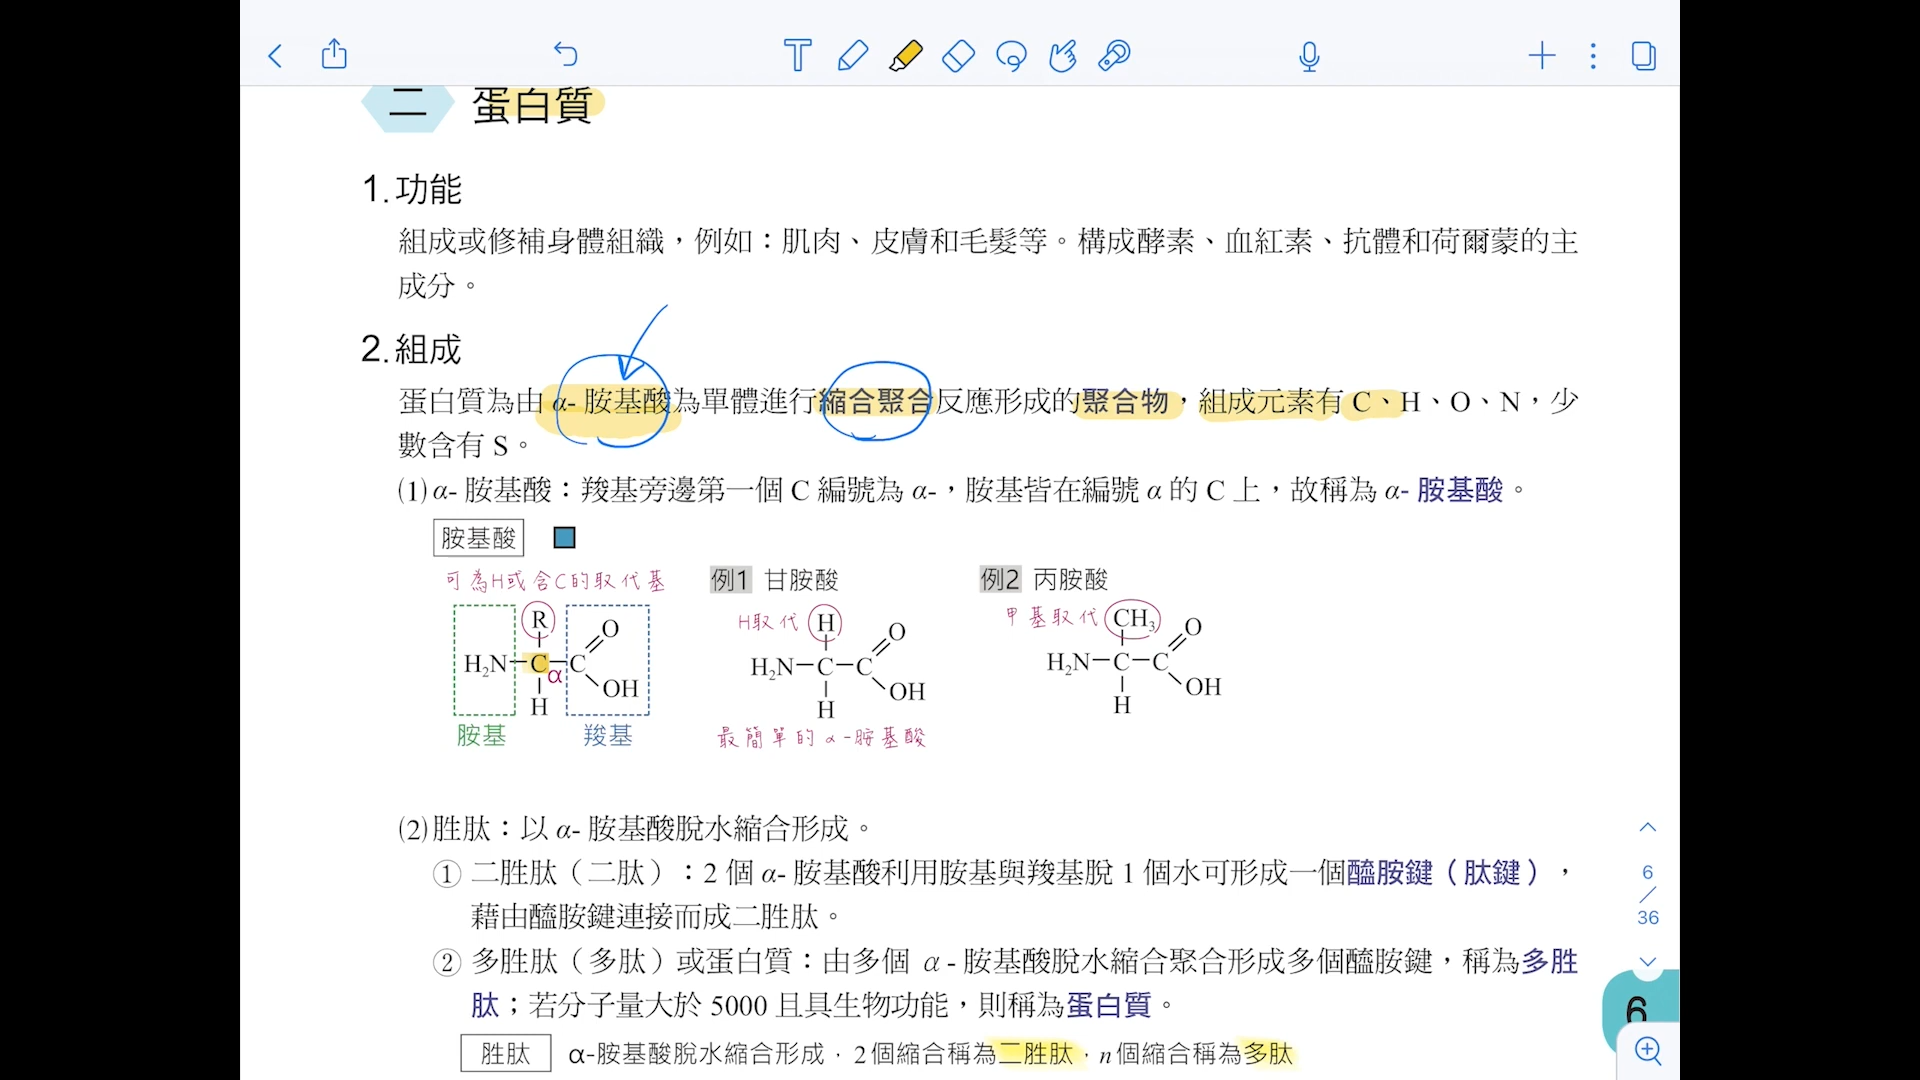 二 蛋白質
1.功能
組成或修補身體組織，例如：肌肉、皮膚和毛髮等。構成酵素、血紅素、抗體和荷爾蒙的主
成分。
2.組成
蛋白質為由 α- 胺基酸為單體進行縮合聚合反應形成的聚合物，組成元素有 C、H、O、N，少
數含有 S。
(1) α- 胺基酸：羧基旁邊第一個 C 編號為 α-，胺基皆在編號 α 的 C 上，故稱為 α- 胺基酸。
胺基酸
可為H或含C的取代基
例1 甘胺酸
例2 丙胺酸
R
O
H₂N—C—C
α
OH
H
胺基 羧基
H取代 H
O
H₂N—C—C
OH
H
最簡單的α-胺基酸
甲基取代 CH₃
O
H₂N—C—C
OH
H
(2) 胜肽：以 α- 胺基酸脫水縮合形成。
① 二胜肽（二肽）：2 個 α- 胺基酸利用胺基與羧基脫 1 個水可形成一個醯胺鍵（肽鍵），
藉由醯胺鍵連接而成二胜肽。
② 多胜肽（多肽）或蛋白質：由多個 α- 胺基酸脫水縮合聚合形成多個醯胺鍵，稱為多胜
肽；若分子量大於 5000 且具生物功能，則稱為蛋白質。
胜肽 α-胺基酸脫水縮合形成，2個縮合稱為二胜肽，n個縮合稱為多肽
6
/
36
6